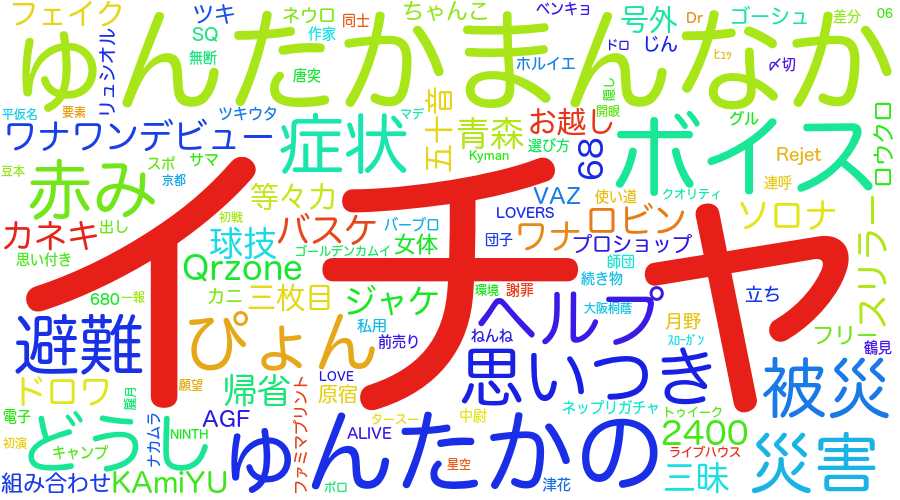 フェイク
ツキ
ネウロ
同士
ちゃんこ
ベンキョ
号外
Dr
ゴーシュ
差分
06
SQ
作家
無断
唐突
ゅんたかまんなか
リュシオル
ホルイエ
ドロ
じん
ﾋｭｯ
〆切
平仮名
要素
ツキウタ
マデ
五十音
青森
お越し
選び方
Kyman
開眼
グル
ロウクロ
ワナワンデビュー
症状
68
ボイス
豆本
赤み
スポ
サマ
京都
等々力
VAZ
使い道
クオリティ
連呼
Rejet
カネキ
出し
初戦
バスケ
バーブロ
LOVERS
ワナ
ロビン
ソロナ
スリラー
思い付き
球技
ゴールデンカムイ
女体
団子
プロショップ
師団
Qrzone
続き物
イチヤ
680
一報
カニ
三枚目
ジャケ
環境
謝罪
大阪桐蔭
立ち
避難
ぴょん
私用
前売り
ヘルプ
ねんね
月野
ｽﾛｰｶﾞﾝ
フリー
鶴見
思いつき
被災
ドロワ
朧月
願望
帰省
ファミマプリント
LOVE
原宿
電子
どうし
ナカムラ
AGF
タースー
中尉
ネップリガチャ
トゥイーク
2400
初演
キャンプ
NINTH
ALIVE
ゅんたかの
ライブハウス
災害
組み合わせ
KAmiYU
ポロ
星空
津花
三昧